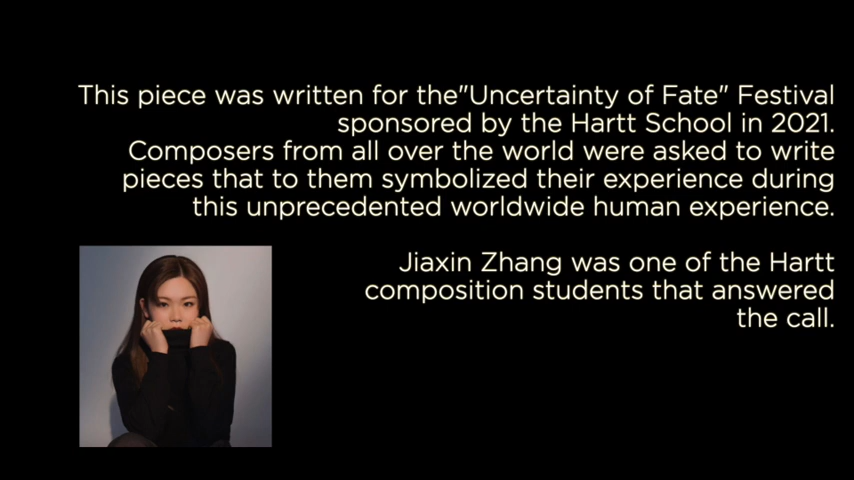 This piece was written for the"Uncertainty of Fate" Festival
sponsored by the Hartt School in 2021.
Composers from all over the world were asked to write
pieces that to them symbolized their experience during
this unprecedented worldwide human experience.
Jiaxin Zhang was one of the Hartt
composition students that answered
the call.